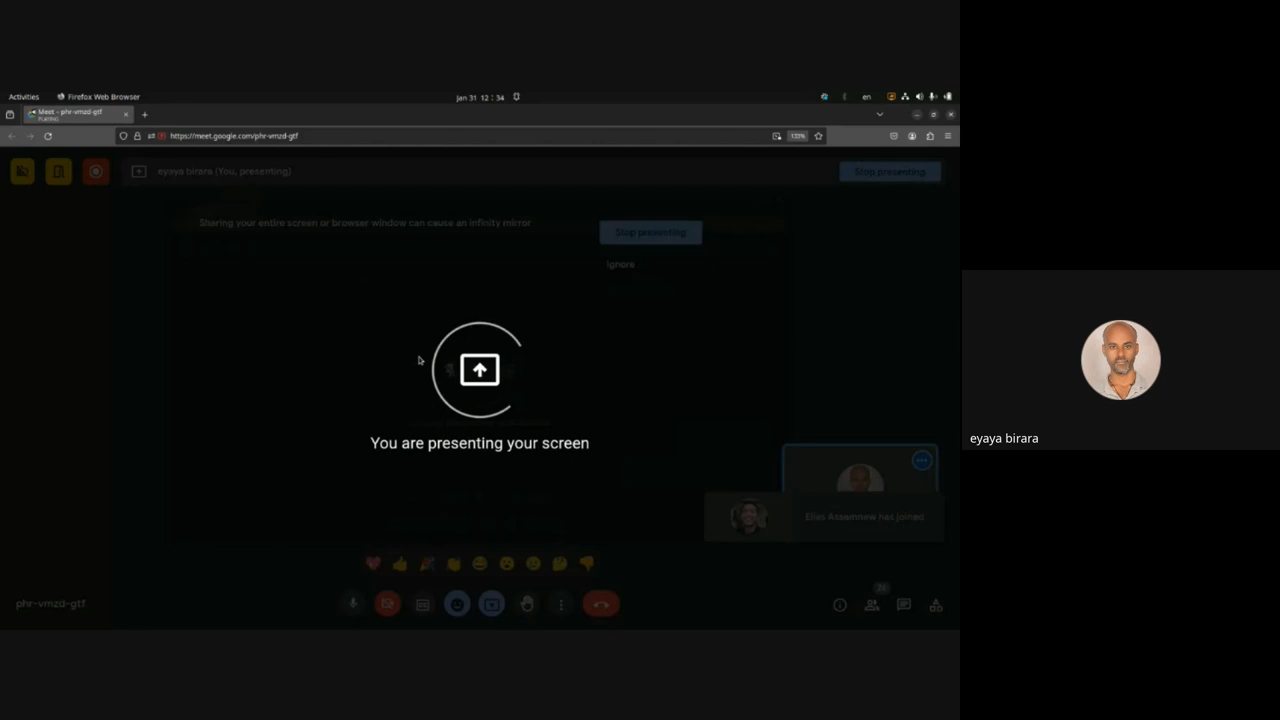 Activities
Firefox Web Browser
Jan 31 12 : 34
en
Meet - phr-vmzd-gtf
PLAYING
https://meet.google.com/phr-vmzd-gtf
133%
eyaya birara (You, presenting)
Stop presenting
Sharing your entire screen or browser window can cause an infinity mirror
Stop presenting
Ignore
You are presenting your screen
eyaya birara
Elias Assamnew has joined
phr-vmzd-gtf